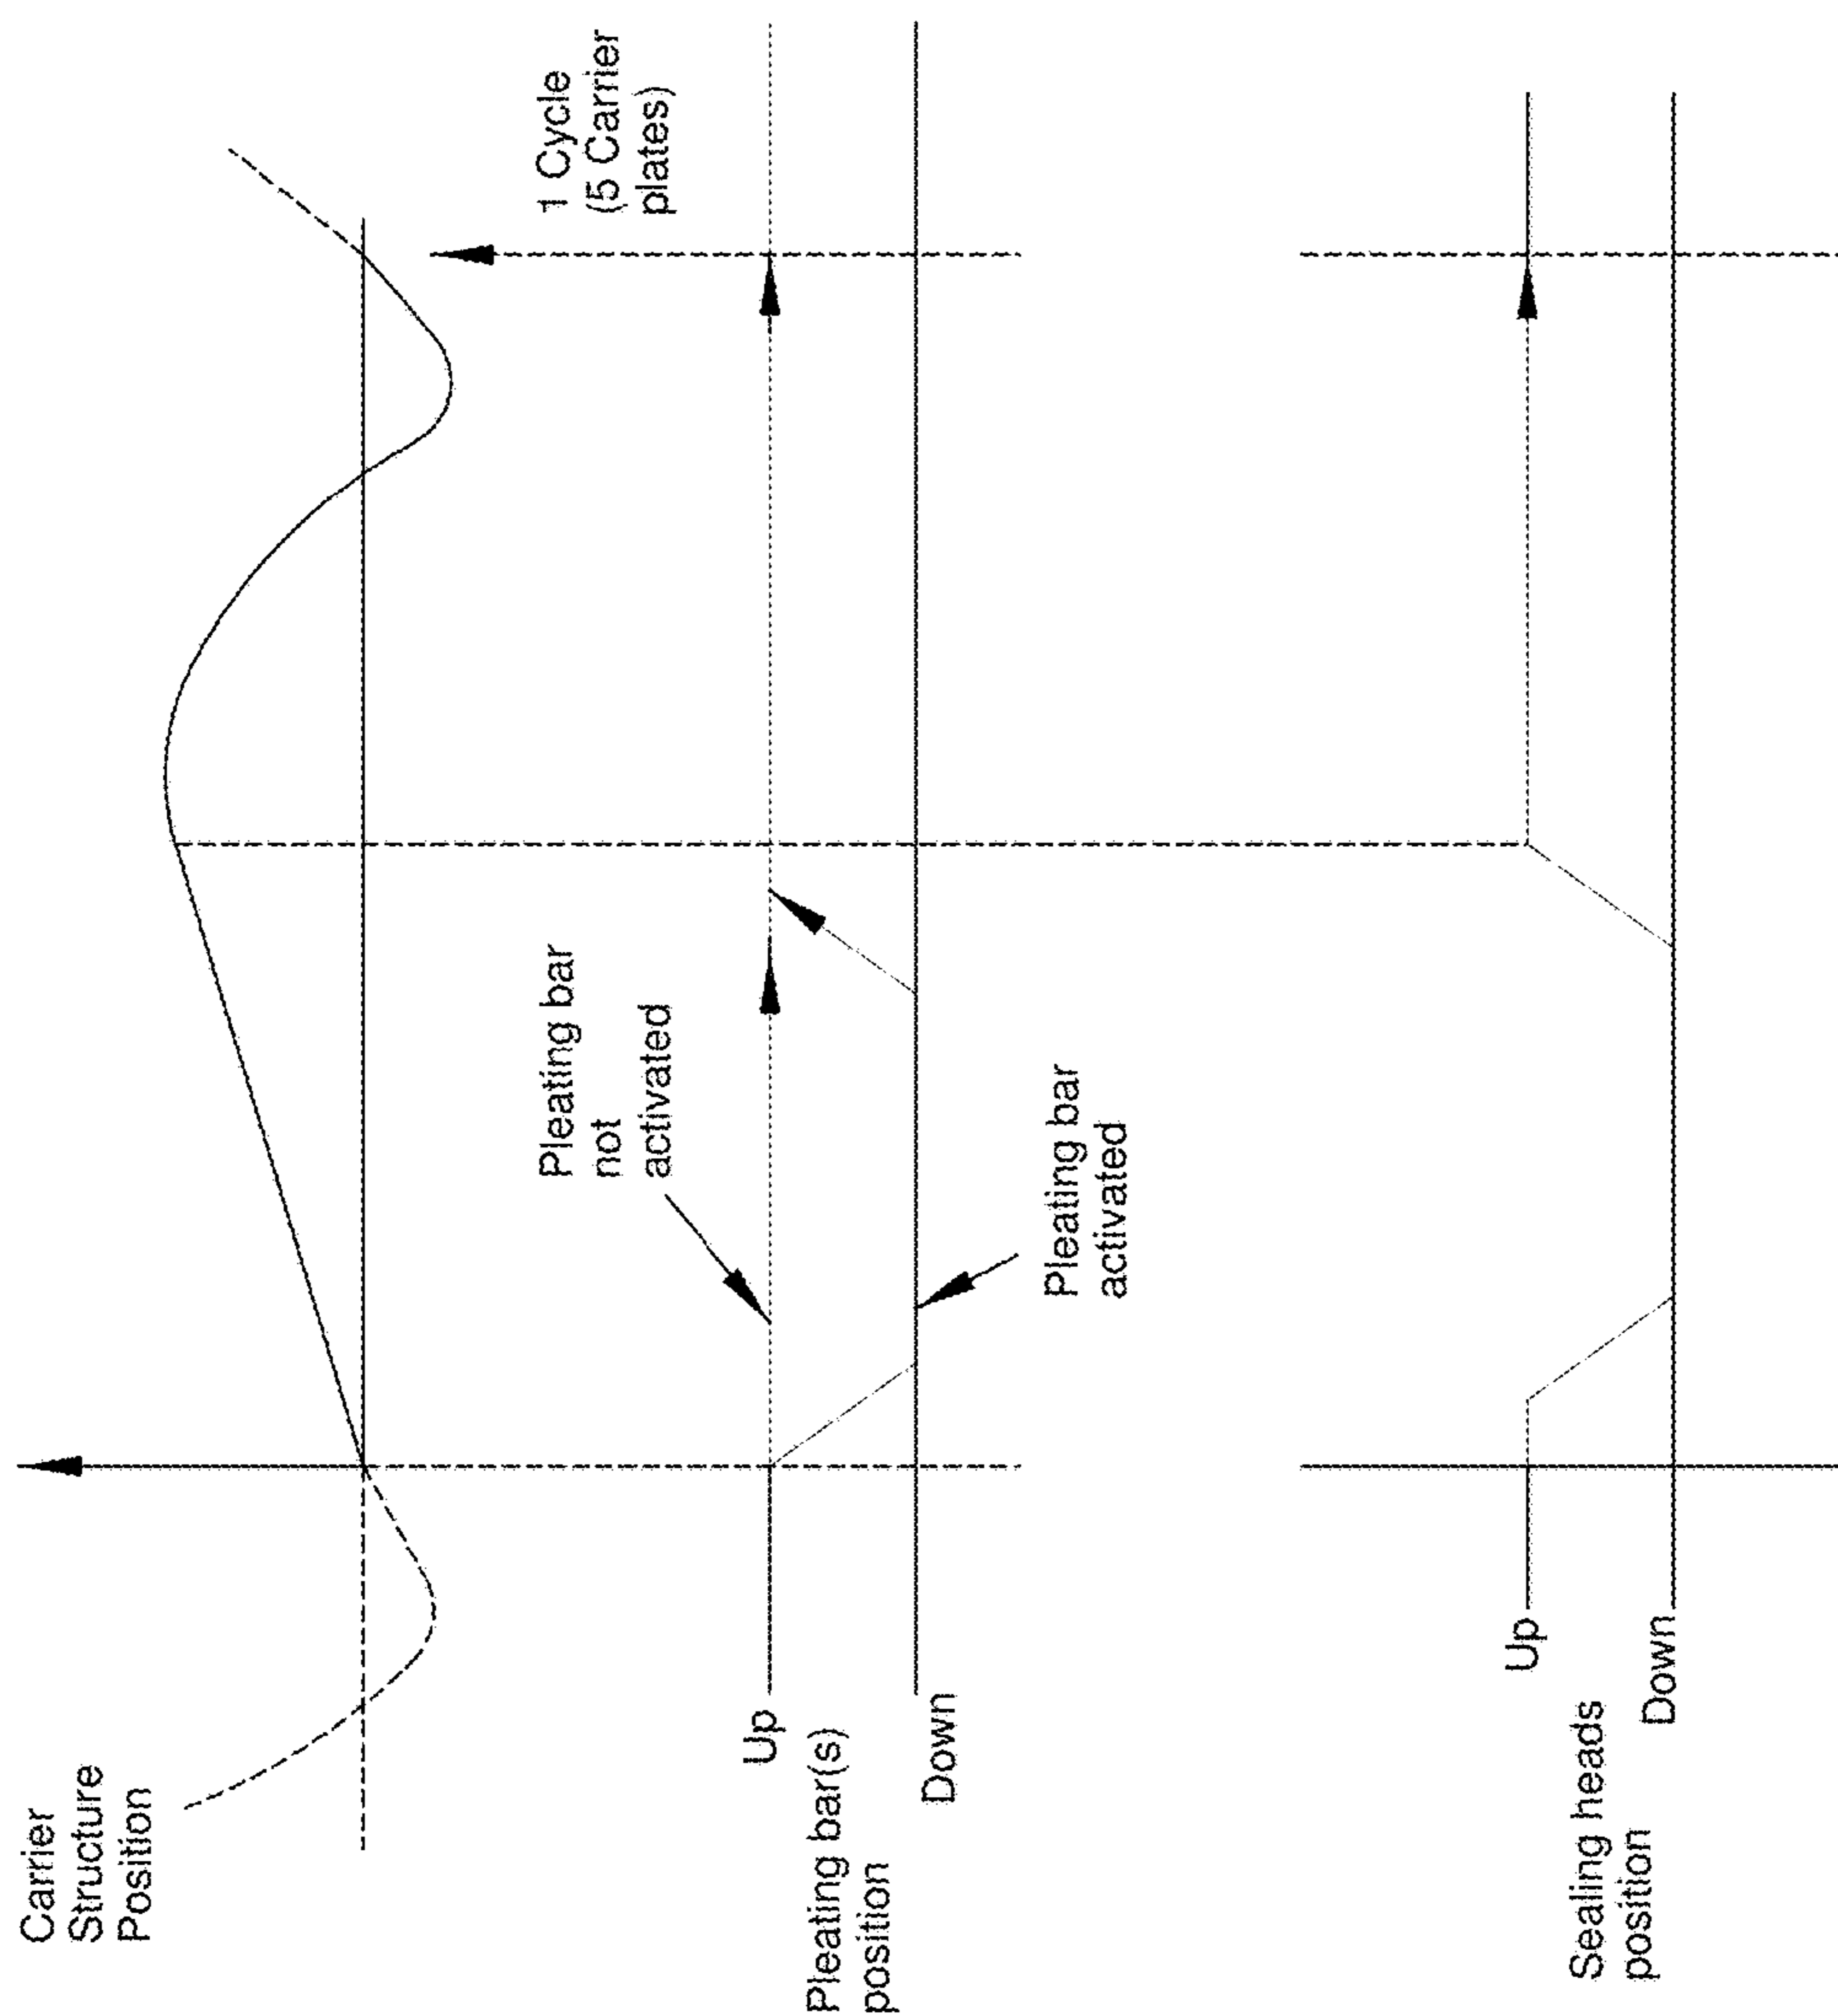 Carrier
Structure
Position
1 Cycle
(5 Carrier
plates)
Pleating bar
not
activated
Up
Pleating bar(s)
position
Down
Pleating bar
activated
Up
Sealing heads
position
Down